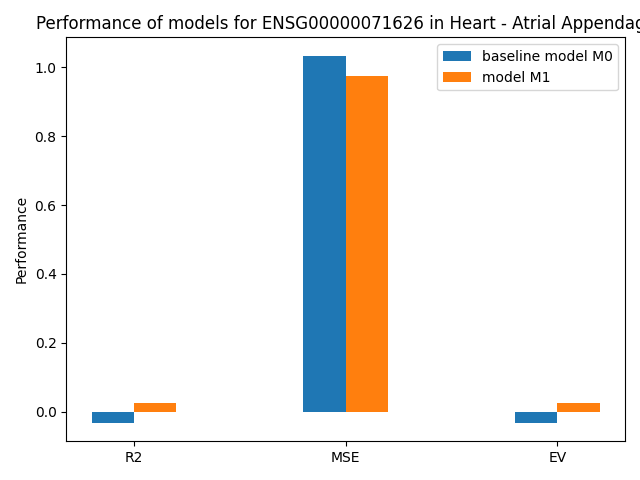 Performance of models for ENSG00000071626 in Heart - Atrial Appendag
baseline model M0
model M1
Performance
1.0
0.8
0.6
0.4
0.2
0.0
R2
MSE
EV